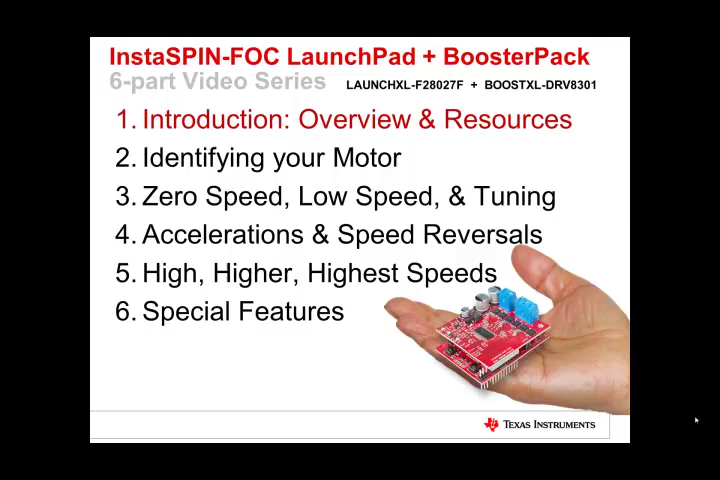 InstaSPIN-FOC LaunchPad + BoosterPack
6-part Video Series LAUNCHXL-F28027F + BOOSTXL-DRV8301
1. Introduction: Overview & Resources
2. Identifying your Motor
3. Zero Speed, Low Speed, & Tuning
4. Accelerations & Speed Reversals
5. High, Higher, Highest Speeds
6. Special Features
TEXAS INSTRUMENTS